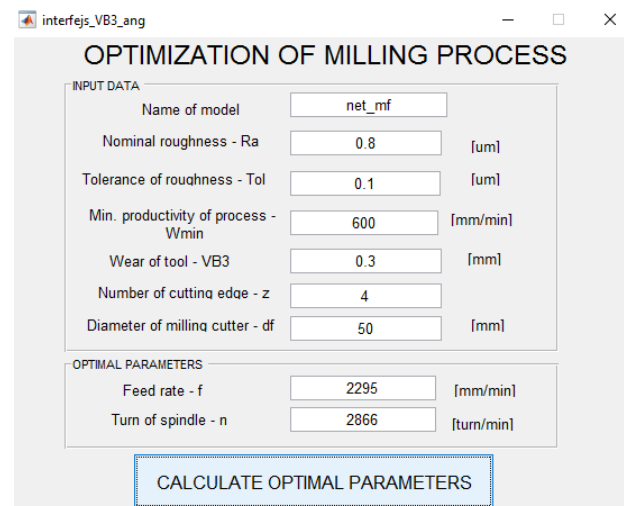 interfejs_VB3_ang
OPTIMIZATION OF MILLING PROCESS
INPUT DATA
Name of model net_mf
Nominal roughness - Ra 0.8 [um]
Tolerance of roughness - Tol 0.1 [um]
Min. productivity of process -
Wmin 600 [mm/min]
Wear of tool - VB3 0.3 [mm]
Number of cutting edge - z 4
Diameter of milling cutter - df 50 [mm]
OPTIMAL PARAMETERS
Feed rate - f 2295 [mm/min]
Turn of spindle - n 2866 [turn/min]
CALCULATE OPTIMAL PARAMETERS